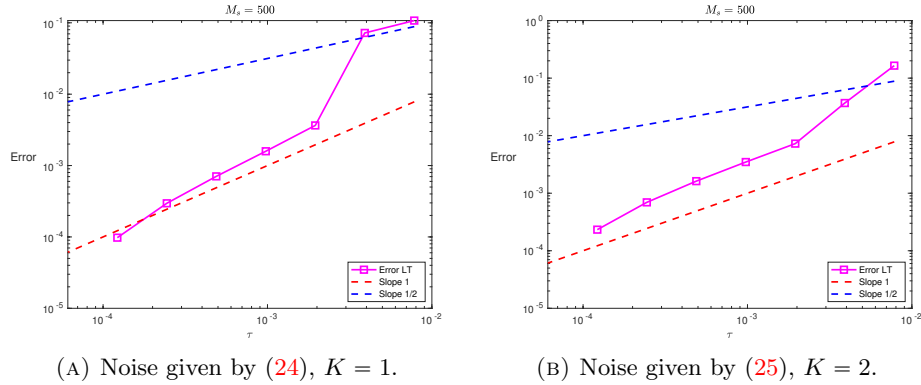 M_s = 500
10^{-1}
10^{-2}
Error
10^{-3}
10^{-4}
10^{-5}
10^{-4}
10^{-3}
10^{-2}
τ
Error LT
Slope 1
Slope 1/2
(A) Noise given by (24), K = 1.
M_s = 500
10^0
10^{-1}
10^{-2}
Error
10^{-3}
10^{-4}
10^{-5}
10^{-4}
10^{-3}
10^{-2}
τ
Error LT
Slope 1
Slope 1/2
(B) Noise given by (25), K = 2.